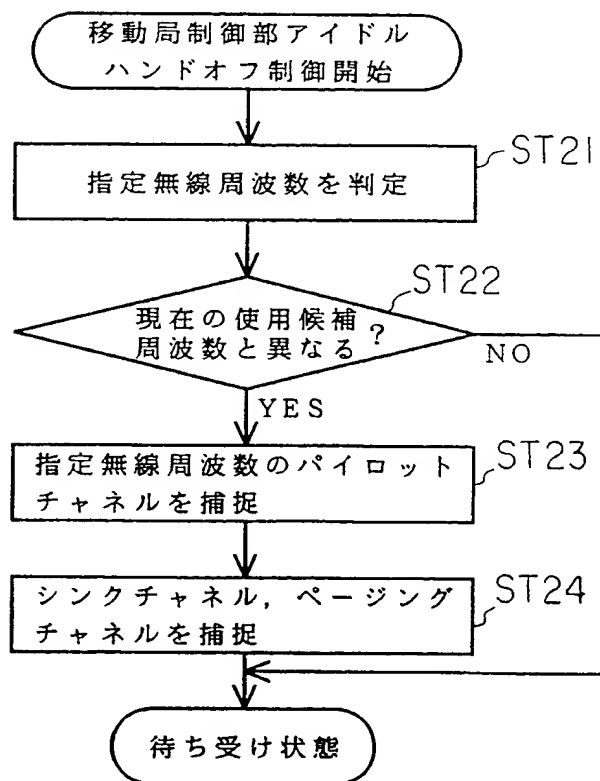 移動局制御部アイドル
ハンドオフ制御開始
ST21
指定無線周波数を判定
ST22
現在の使用候補
周波数と異なる?
NO
YES
指定無線周波数のパイロット
チャネルを捕捉
ST23
シンクチャネル,ページング
チャネルを捕捉
ST24
待ち受け状態